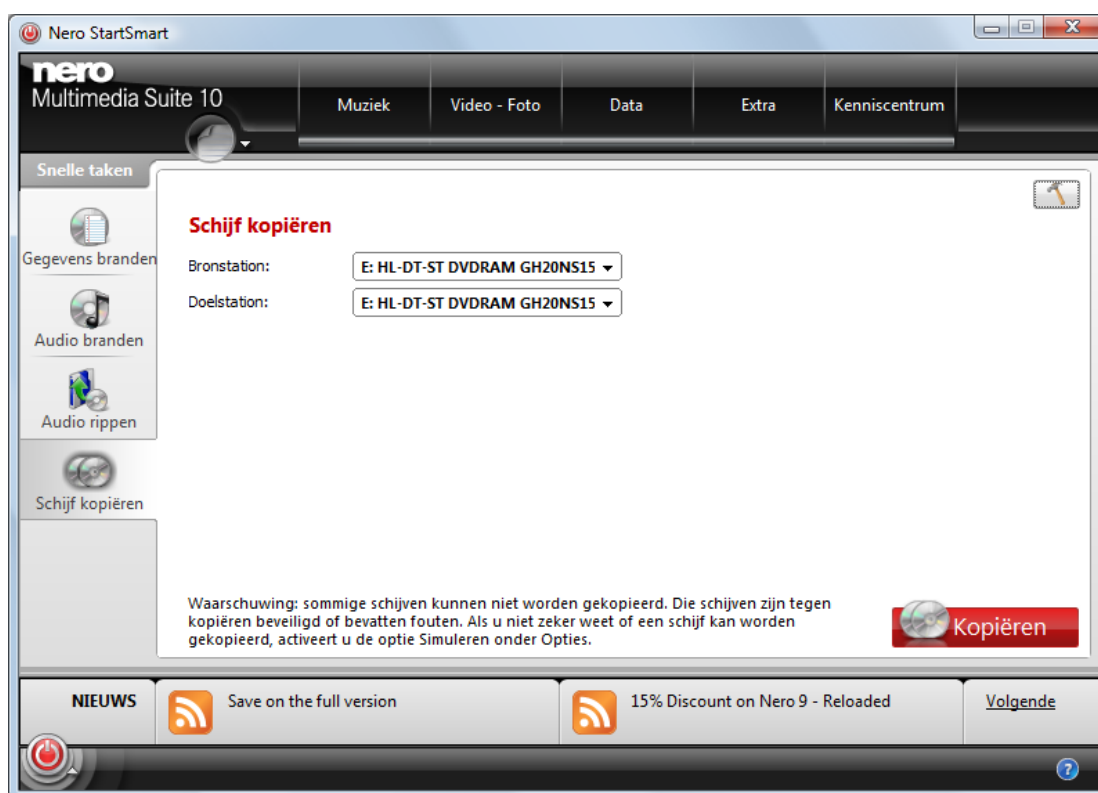 Nero StartSmart
nero
Multimedia Suite 10
Muziek
Video - Foto
Data
Extra
Kenniscentrum
Snelle taken
Gegevens branden
Audio branden
Audio rippen
Schijf kopiëren
Schijf kopiëren
Bronstation:
E: HL-DT-ST DVDRAM GH20NS15
Doelstation:
E: HL-DT-ST DVDRAM GH20NS15
Waarschuwing: sommige schijven kunnen niet worden gekopieerd. Die schijven zijn tegen
kopiëren beveiligd of bevatten fouten. Als u niet zeker weet of een schijf kan worden
gekopieerd, activeert u de optie Simuleren onder Opties.
Kopiëren
NIEUWS
Save on the full version
15% Discount on Nero 9 - Reloaded
Volgende
?